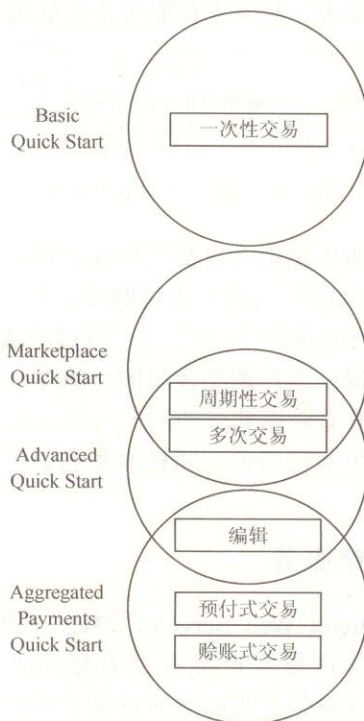 Basic
Quick Start
一次性交易
Marketplace
Quick Start
周期性交易
多次交易
Advanced
Quick Start
编辑
Aggregated
Payments
Quick Start
预付式交易
赊账式交易